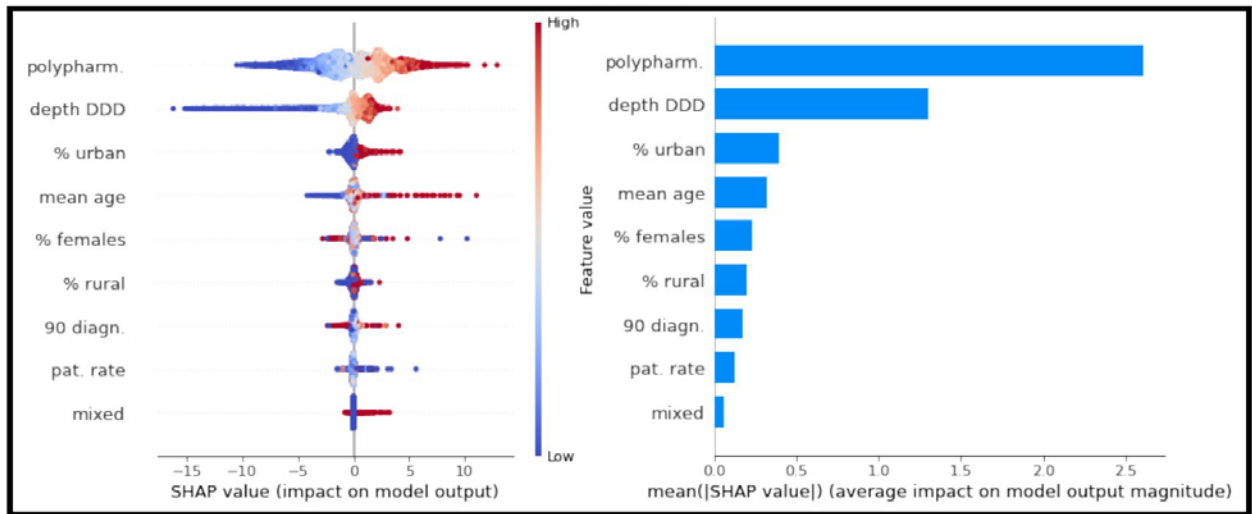 High
polypharm.
depth DDD
% urban
mean age
% females
% rural
90 diagn.
pat. rate
mixed
Low
−15 −10 −5 0 5 10
SHAP value (impact on model output)
Feature value
polypharm.
depth DDD
% urban
mean age
% females
% rural
90 diagn.
pat. rate
mixed
0.0 0.5 1.0 1.5 2.0 2.5
mean(|SHAP value|) (average impact on model output magnitude)